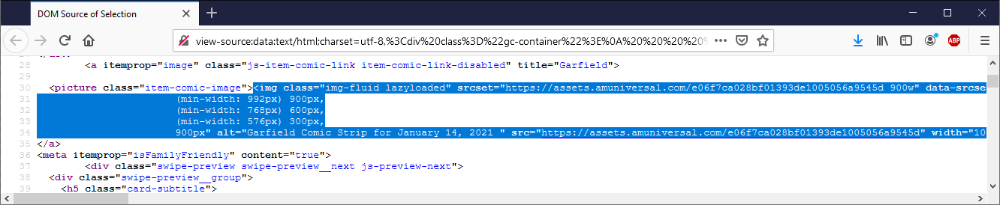 DOM Source of Selection
view-source:data:text/html;charset=utf-8,%3Cdiv%20class%3D%22gc-container%22%3E%0A%20%20%20%20%
ABP
28 <a itemprop="image" class="js-item-comic-link item-comic-link-disabled" title="Garfield">
29
30 <picture class="item-comic-image"><img class="img-fluid lazyloaded" srcset="https://assets.amuniversal.com/e06f7ca028bf01393de1005056a9545d 900w" data-srcse
31 (min-width: 992px) 900px,
32 (min-width: 768px) 600px,
33 (min-width: 576px) 300px,
34 900px" alt="Garfield Comic Strip for January 14, 2021 " src="https://assets.amuniversal.com/e06f7ca028bf01393de1005056a9545d" width="10
35 </a>
36 <meta itemprop="isFamilyFriendly" content="true">
37 <div class="swipe-preview swipe-preview__next js-preview-next">
38 <div class="swipe-preview__group">
39 <h5 class="card-subtitle">